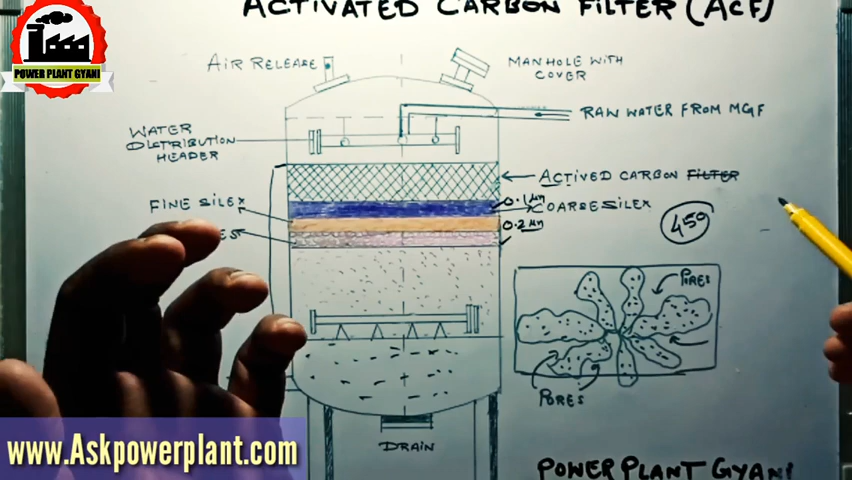 ACTIVATED CARBON FILTER (ACF)
POWER PLANT GYANI
AIR RELEASE
MANHOLE WITH
COVER
RAW WATER FROM MGF
WATER
DISTRIBUTION
HEADER
ACTIVED CARBON FILTER
0.1 μm
FINE SILEX
COARSE SILEX
0.2 μm
450
PORES
PORES
DRAIN
www.Askpowerplant.com
POWER PLANT GYANI